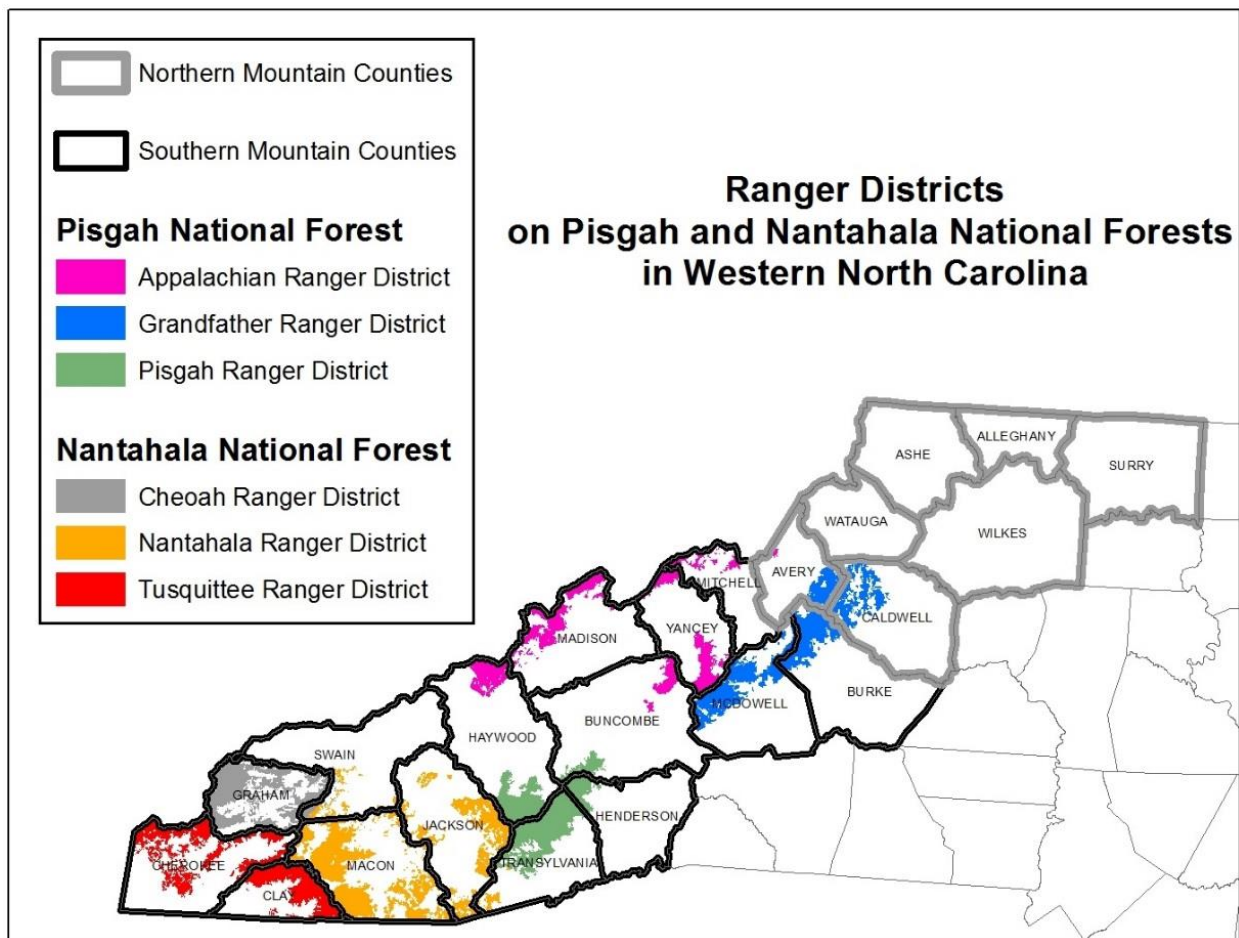 Northern Mountain Counties
Southern Mountain Counties
Pisgah National Forest
Appalachian Ranger District
Grandfather Ranger District
Pisgah Ranger District
Nantahala National Forest
Cheoah Ranger District
Nantahala Ranger District
Tusquittee Ranger District
Ranger Districts
on Pisgah and Nantahala National Forests
in Western North Carolina
ALLEGHANY
ASHE
SURRY
WATAUGA
WILKES
AVERY
MITCHELL
CALDWELL
YANCEY
MADISON
BURKE
MCDOWELL
BUNCOMBE
HAYWOOD
SWAIN
GRAHAM
HENDERSON
JACKSON
TRANSYLVANIA
CHEROKEE
MACON
CLAY